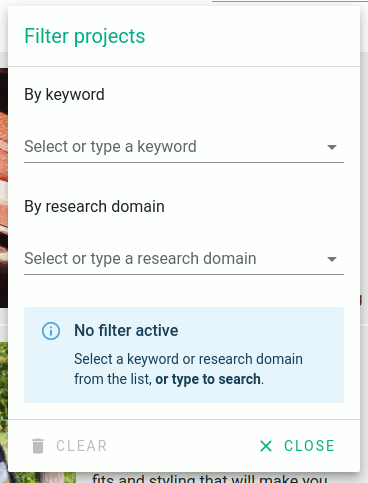 Filter projects
By keyword
Select or type a keyword
By research domain
Select or type a research domain
No filter active
Select a keyword or research domain
from the list, or type to search.
CLEAR
CLOSE
fits and styling that will make you